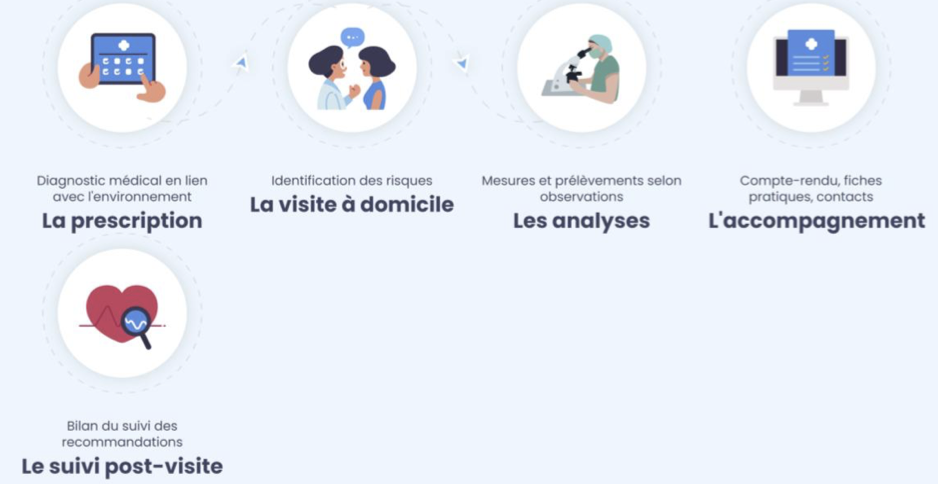 Diagnostic médical en lien
avec l'environnement
La prescription
Identification des risques
La visite à domicile
Mesures et prélèvements selon
observations
Les analyses
Compte-rendu, fiches
pratiques, contacts
L'accompagnement
Bilan du suivi des
recommandations
Le suivi post-visite